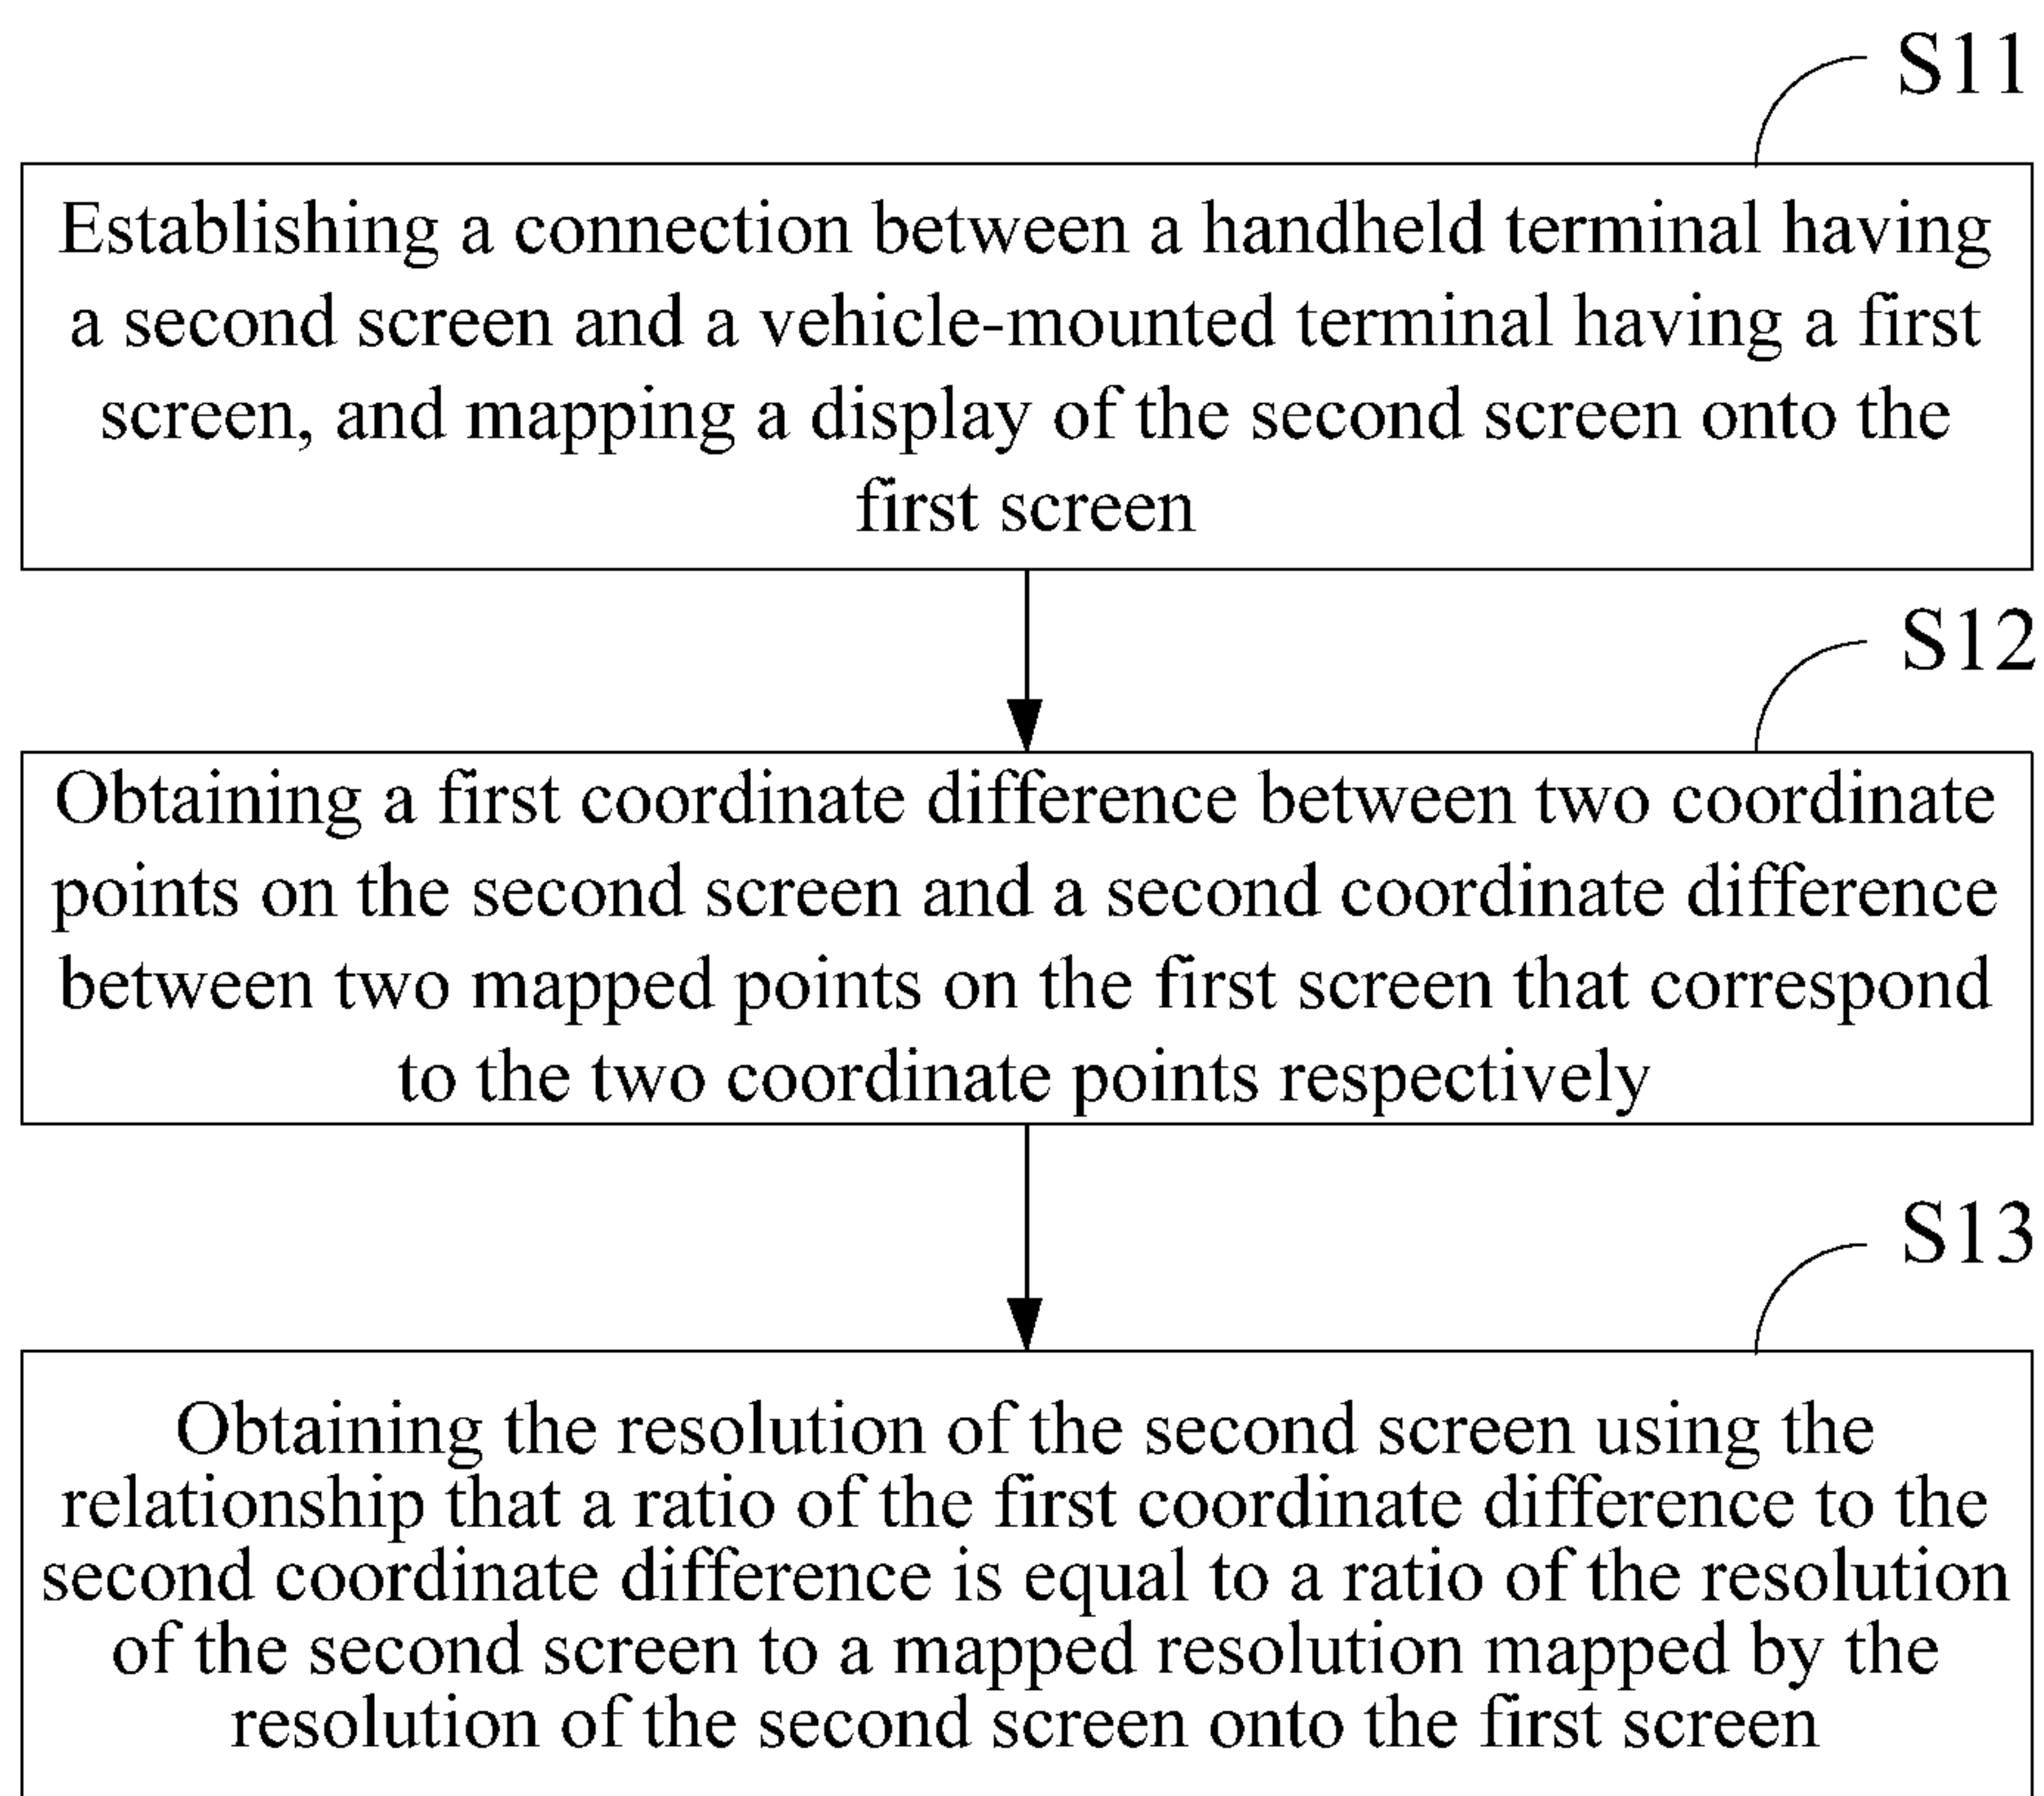 S11
Establishing a connection between a handheld terminal having
a second screen and a vehicle-mounted terminal having a first
screen, and mapping a display of the second screen onto the
first screen
S12
Obtaining a first coordinate difference between two coordinate
points on the second screen and a second coordinate difference
between two mapped points on the first screen that correspond
to the two coordinate points respectively
S13
Obtaining the resolution of the second screen using the
relationship that a ratio of the first coordinate difference to the
second coordinate difference is equal to a ratio of the resolution
of the second screen to a mapped resolution mapped by the
resolution of the second screen onto the first screen